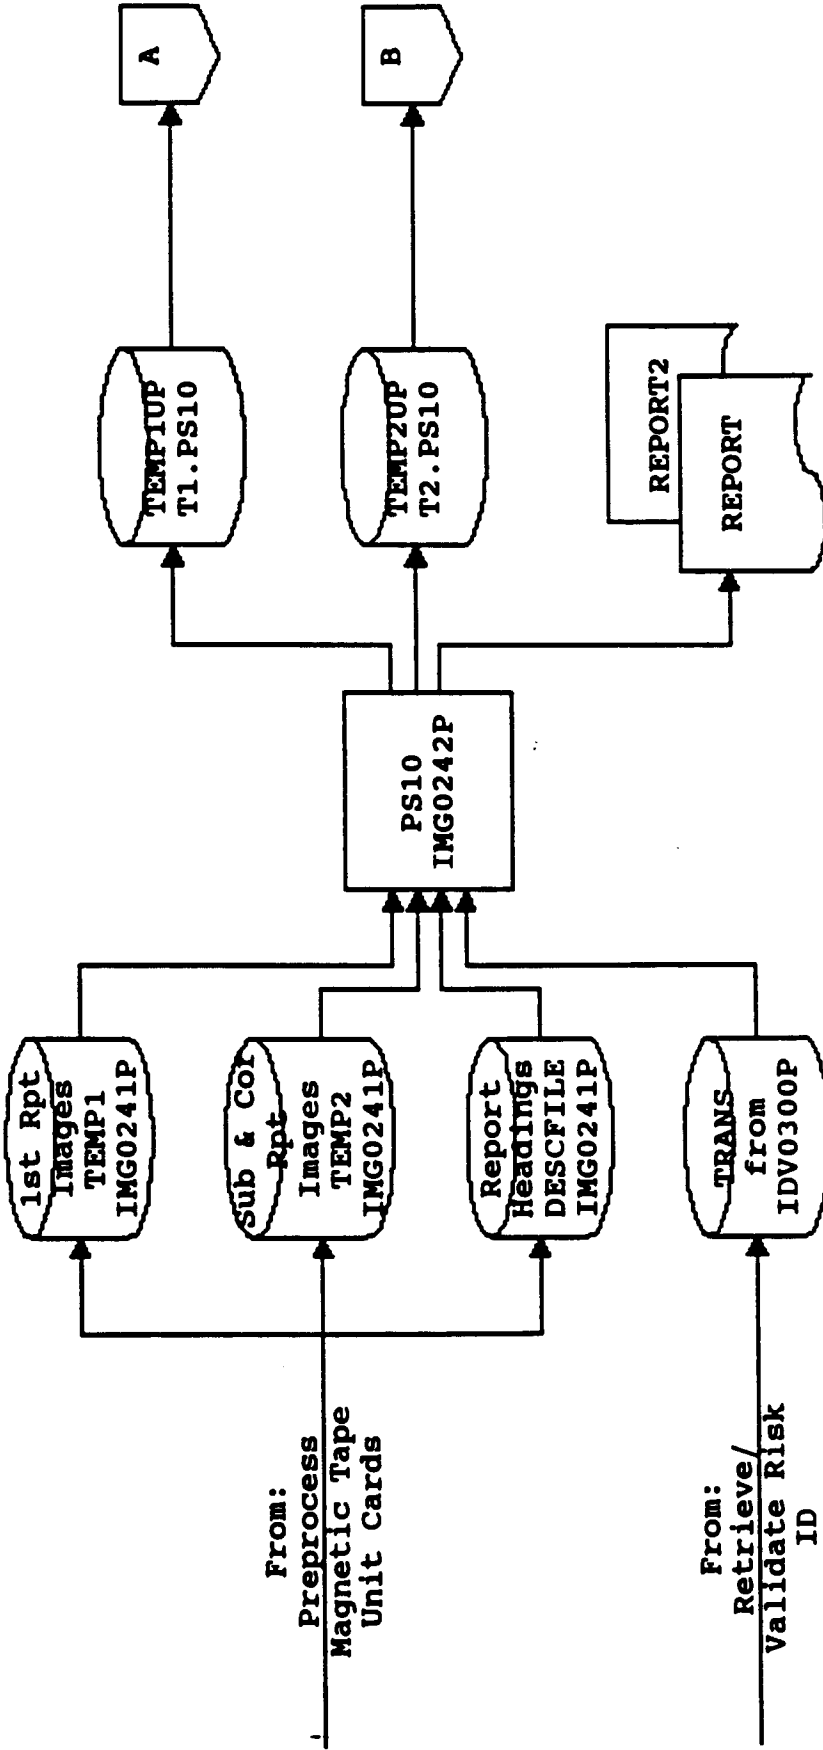 From:
Preprocess
Magnetic Tape
Unit Cards
From:
Retrieve/
Validate Risk
ID
1st Rpt
Images
TEMP1
IMG0241P
Sub & Cor
Rpt
Images
TEMP2
IMG0241P
Report
Headings
DESCFILE
IMG0241P
TRANS
from
IDV0300P
PS10
IMG0242P
TEMP1UP
T1.PS10
TEMP2UP
T2.PS10
REPORT2
REPORT
A
B